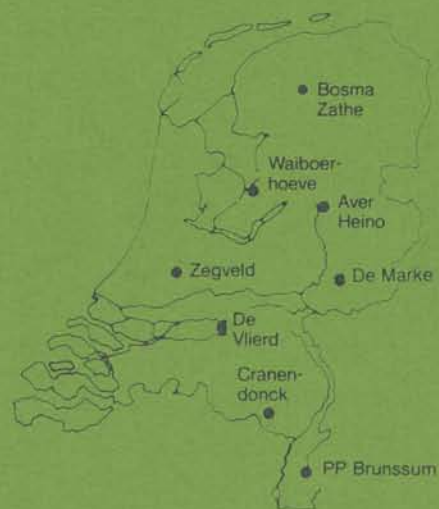 Bosma
Zathe
Waiboer-
hoeve
Aver
Heino
Zegveld
De Marke
De
Vlierd
Cranen-
donck
PP Brunssum